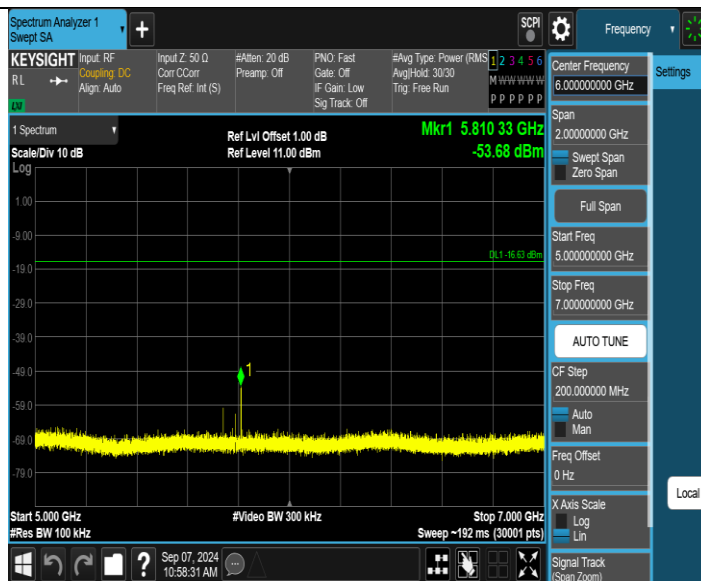 Spectrum Analyzer 1
Swept SA
+
SCPI
Frequency
KEYSIGHT
RL
LXI
Input: RF
Coupling: DC
Align: Auto
Input Z: 50 Ω
Corr CCorr
Freq Ref: Int (S)
#Atten: 20 dB
Preamp: Off
PNO: Fast
Gate: Off
IF Gain: Low
Sig Track: Off
#Avg Type: Power (RMS
Avg|Hold: 30/30
Trig: Free Run
1 2 3 4 5 6
M W W W W W
P P P P P P
1 Spectrum
Scale/Div 10 dB
Log
Ref Lvl Offset 1.00 dB
Ref Level 11.00 dBm
Mkr1 5.810 33 GHz
-53.68 dBm
1.00
-9.00
-19.0
-29.0
-39.0
-49.0
-59.0
-69.0
-79.0
DL1 -16.63 dBm
1
Start 5.000 GHz
#Res BW 100 kHz
#Video BW 300 kHz
Stop 7.000 GHz
Sweep ~192 ms (30001 pts)
?
Sep 07, 2024
10:58:31 AM
Center Frequency
6.000000000 GHz
Span
2.00000000 GHz
Swept Span
Zero Span
Full Span
Start Freq
5.000000000 GHz
Stop Freq
7.000000000 GHz
AUTO TUNE
CF Step
200.000000 MHz
Auto
Man
Freq Offset
0 Hz
X Axis Scale
Log
Lin
Signal Track
(Span Zoom)
Settings
Local